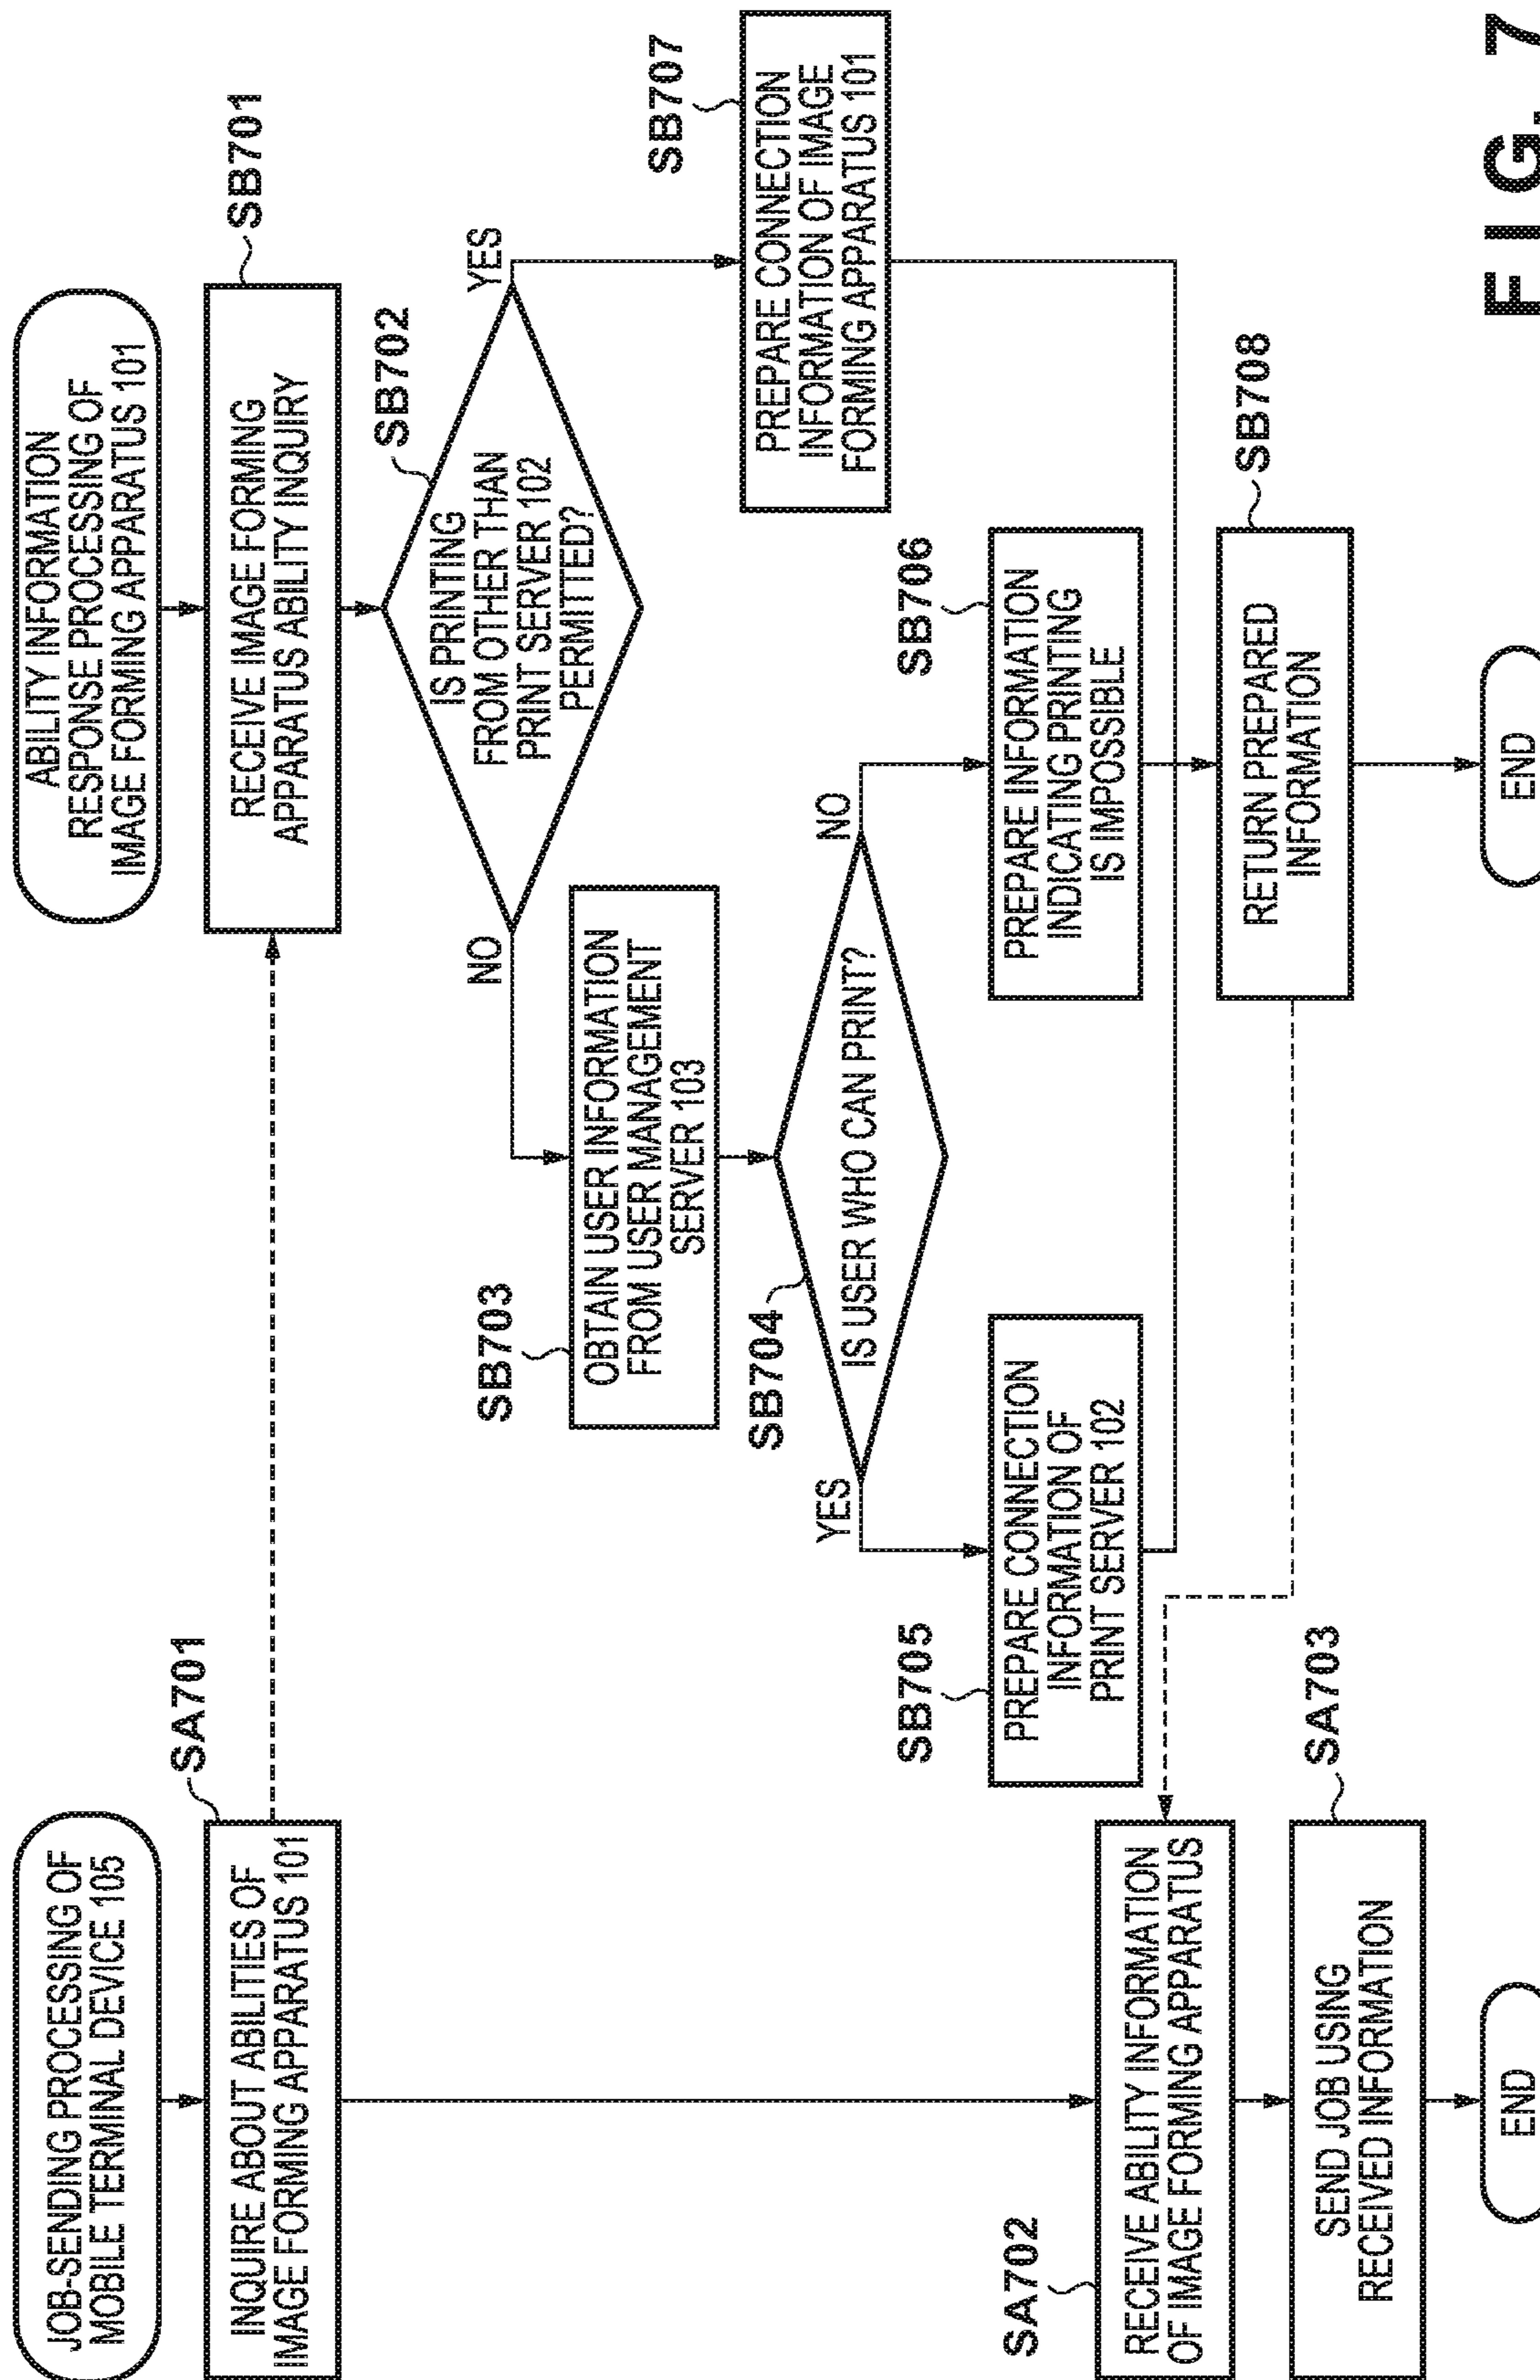 JOB-SENDING PROCESSING OF
MOBILE TERMINAL DEVICE 105
SA701
INQUIRE ABOUT ABILITIES OF
IMAGE FORMING APPARATUS 101
SA702
RECEIVE ABILITY INFORMATION
OF IMAGE FORMING APPARATUS
SA703
SEND JOB USING
RECEIVED INFORMATION
END
ABILITY INFORMATION
RESPONSE PROCESSING OF
IMAGE FORMING APPARATUS 101
SB701
RECEIVE IMAGE FORMING
APPARATUS ABILITY INQUIRY
SB702
IS PRINTING
FROM OTHER THAN
PRINT SERVER 102
PERMITTED?
NO
YES
SB703
OBTAIN USER INFORMATION
FROM USER MANAGEMENT
SERVER 103
SB704
IS USER WHO CAN PRINT?
YES
NO
SB705
PREPARE CONNECTION
INFORMATION OF
PRINT SERVER 102
SB706
PREPARE INFORMATION
INDICATING PRINTING
IS IMPOSSIBLE
SB707
PREPARE CONNECTION
INFORMATION OF IMAGE
FORMING APPARATUS 101
SB708
RETURN PREPARED
INFORMATION
END
FIG. 7